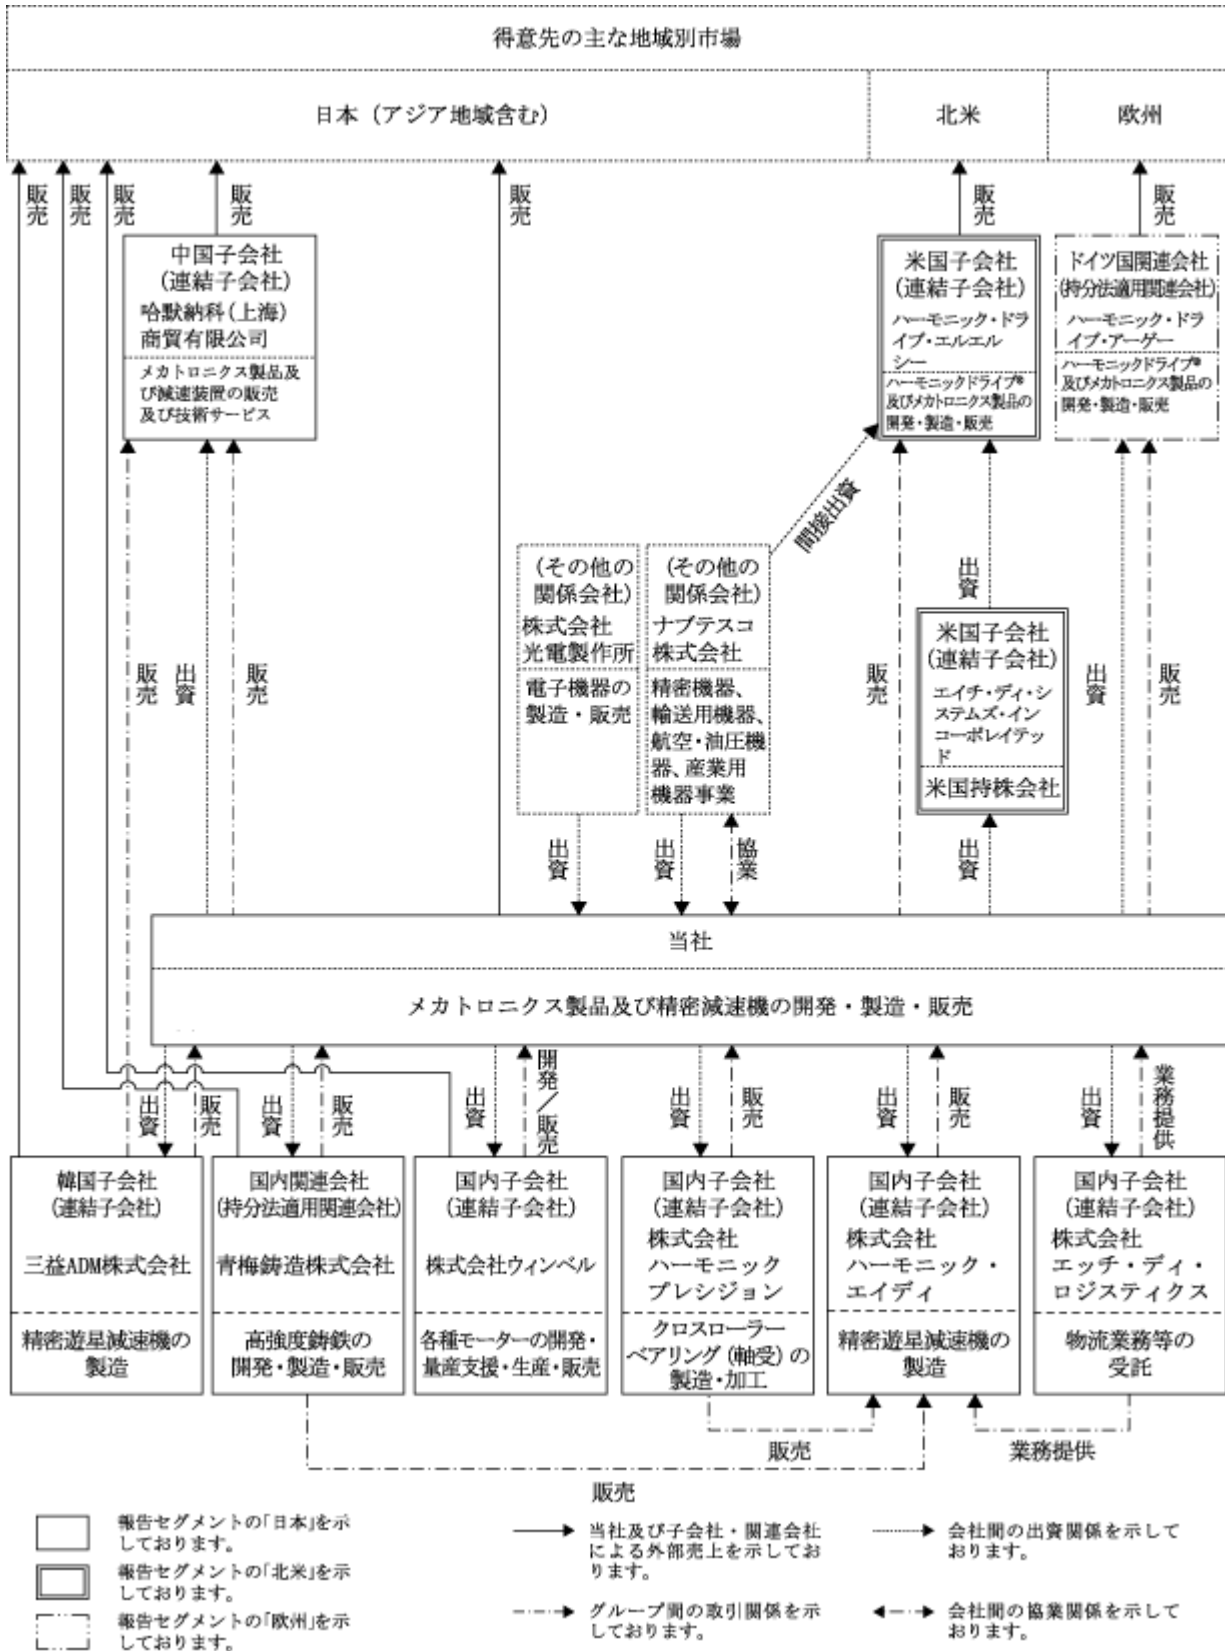 得意先の主な地域別市場
日本（アジア地域含む）
北米
欧州
販売
販売
販売
販売
販売
販売
販売
中国子会社
(連結子会社)
哈默納科(上海)
商貿有限公司
メカトロニクス製品及
び減速装置の販売
及び技術サービス
米国子会社
(連結子会社)
ハーモニック・ドラ
イブ・エルエル
シー
ハーモニックドライブ®
及びメカトロニクス製品の
開発・製造・販売
ドイツ国関連会社
(持分法適用関連会社)
ハーモニック・ドラ
イブ・アーゲー
ハーモニックドライブ®
及びメカトロニクス製品の
開発・製造・販売
間接出資
(その他の
関係会社)
株式会社
光電製作所
電子機器の
製造・販売
(その他の
関係会社)
ナブテスコ
株式会社
精密機器、
輸送用機器、
航空・油圧機
器、産業用
機器事業
出資
米国子会社
(連結子会社)
エイチ・ディ・シ
ステムズ・イン
コーポレイテッ
ド
米国持株会社
販売
出資
販売
販売
出資
販売
出資
出資
協業
出資
当社
メカトロニクス製品及び精密減速機の開発・製造・販売
出資
販売
出資
販売
出資
開発／販売
出資
販売
出資
販売
出資
業務提供
韓国子会社
(連結子会社)
三益ADM株式会社
精密遊星減速機の
製造
国内関連会社
(持分法適用関連会社)
青梅鋳造株式会社
高強度鋳鉄の
開発・製造・販売
国内子会社
(連結子会社)
株式会社ウィンベル
各種モーターの開発・
量産支援・生産・販売
国内子会社
(連結子会社)
株式会社
ハーモニック
プレシジョン
クロスローラー
ベアリング(軸受)の
製造・加工
国内子会社
(連結子会社)
株式会社
ハーモニック・
エイディ
精密遊星減速機の
製造
国内子会社
(連結子会社)
株式会社
エッチ・ディ・
ロジスティクス
物流業務等の
受託
販売
業務提供
販売
報告セグメントの「日本」を示
しております。
報告セグメントの「北米」を示
しております。
報告セグメントの「欧州」を示
しております。
当社及び子会社・関連会社
による外部売上を示してお
ります。
グループ間の取引関係を示
しております。
会社間の出資関係を示して
おります。
会社間の協業関係を示して
おります。